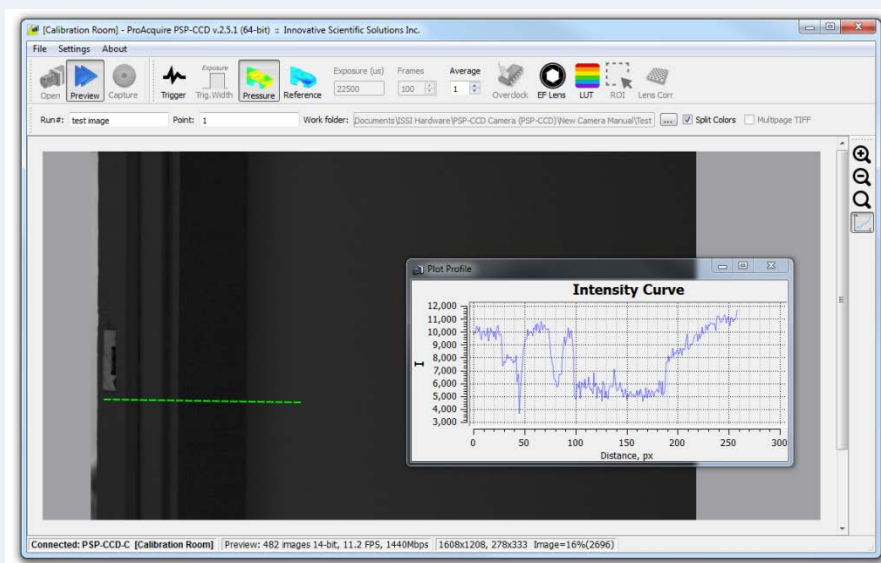 [Calibration Room] - ProAcquire PSP-CCD v.2.5.1 (64-bit) :: Innovative Scientific Solutions Inc.
File Settings About
Open Preview Capture Trigger Exposure Trig.Width Pressure Reference Exposure (us) 22500 Frames 100 Average 1 Overclock EF Lens LUT ROI Lens Corr
Run#: test image Point: 1 Work folder: Documents\ISSI Hardware\PSP-CCD Camera (PSP-CCD)\New Camera Manual\Test ... Split Colors Multipage TIFF
Plot Profile
Intensity Curve
12,000
11,000
10,000
9,000
8,000
7,000
6,000
5,000
4,000
3,000
I
0 50 100 150 200 250 300
Distance, px
Connected: PSP-CCD-C [Calibration Room] Preview: 482 images 14-bit, 11.2 FPS, 1440Mbps 1608x1208, 278x333 Image=16%(2696)